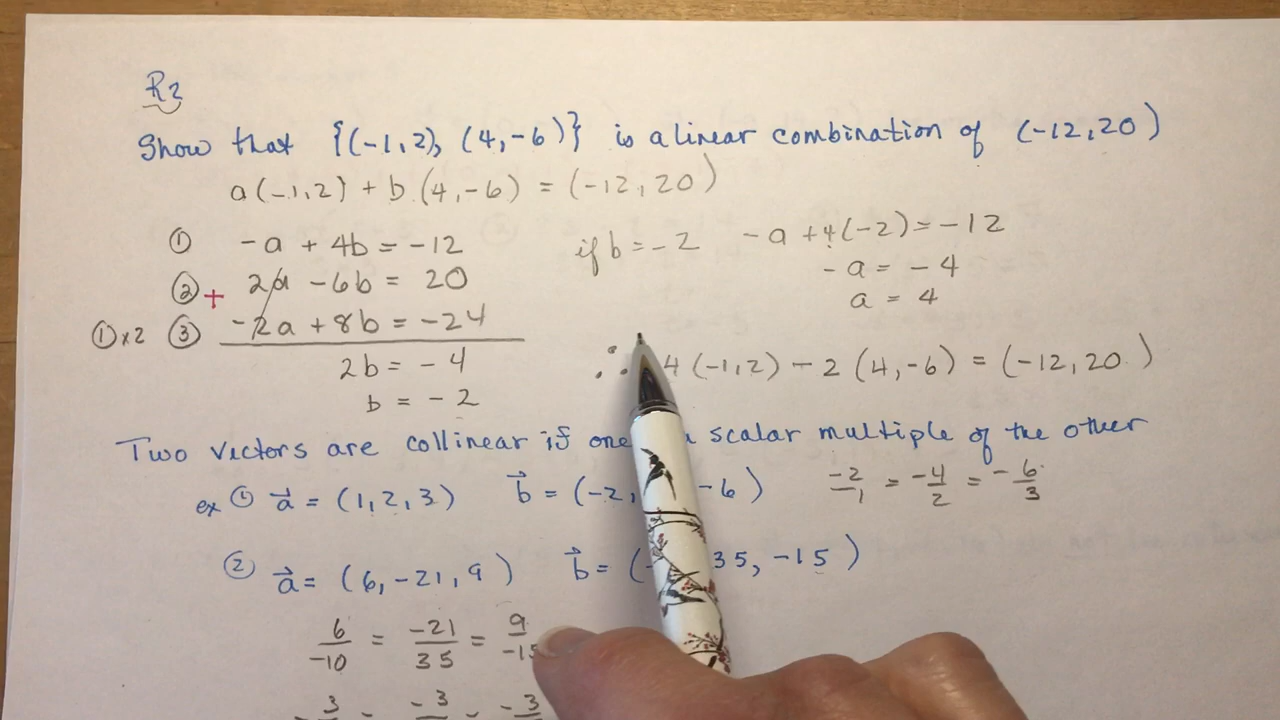 R2
Show that {(-1,2), (4,-6)} is a linear combination of (-12,20)
a(-1,2) + b(4,-6) = (-12,20)
① -a + 4b = -12
② 2a - 6b = 20
+
①x2 ③ -2a + 8b = -24
2b = -4
b = -2
if b = -2 -a + 4(-2) = -12
-a = -4
a = 4
∴ 4(-1,2) - 2(4,-6) = (-12,20)
Two vectors are collinear if one a scalar multiple of the other
ex ① a⃗ = (1,2,3) b⃗ = (-2, -6) -2/1 = -4/2 = -6/3
② a⃗ = (6,-21,9) b⃗ = (- 35, -15)
6/-10 = -21/35 = 9/-15
3 = -3 = -3